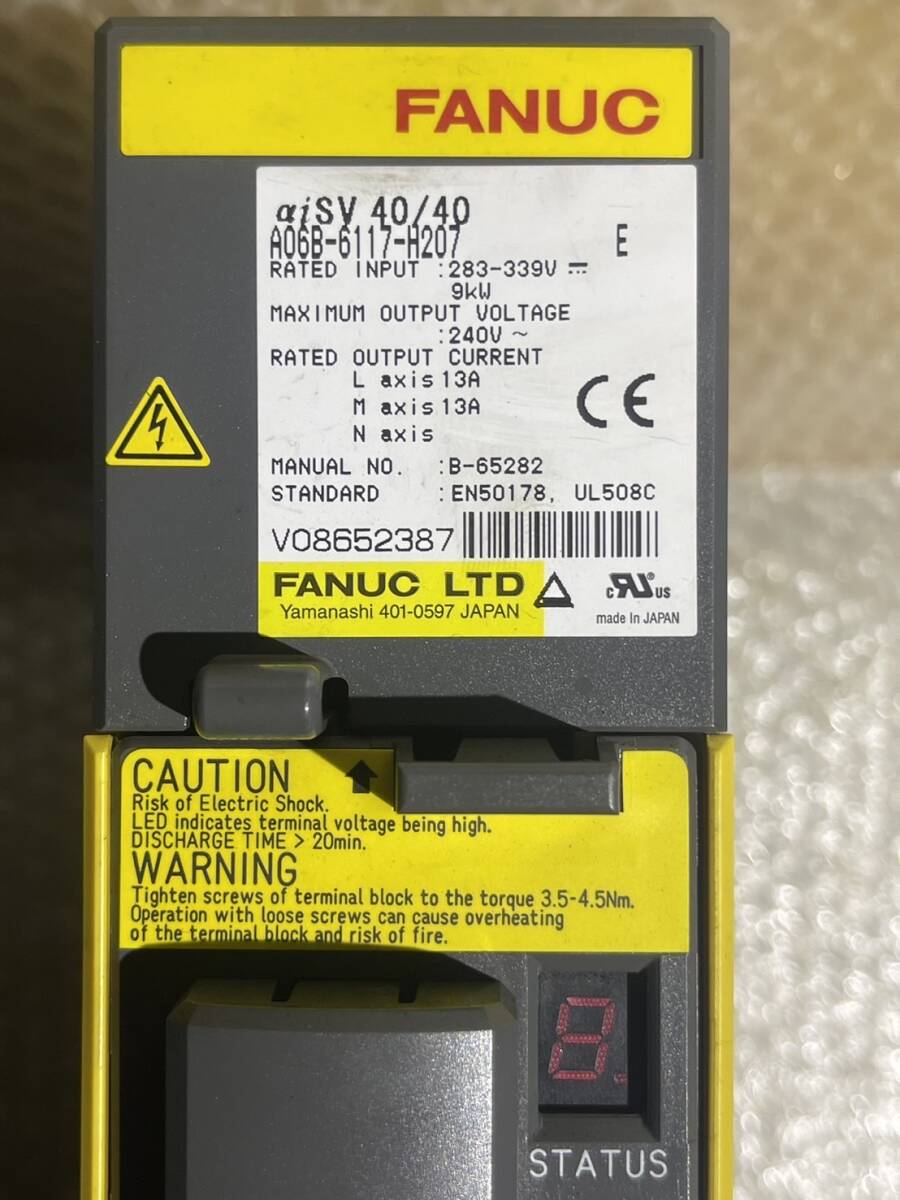 FANUC
αiSV 40/40
A06B-6117-H207 E
RATED INPUT :283-339V ⎓
9kW
MAXIMUM OUTPUT VOLTAGE
:240V ~
RATED OUTPUT CURRENT
L axis 13A
M axis 13A
N axis
CE
MANUAL NO. :B-65282
STANDARD :EN50178, UL508C
V08652387
FANUC LTD
Yamanashi 401-0597 JAPAN
c RU® US
made In JAPAN
CAUTION
Risk of Electric Shock.
LED indicates terminal voltage being high.
DISCHARGE TIME > 20min.
WARNING
Tighten screws of terminal block to the torque 3.5-4.5Nm.
Operation with loose screws can cause overheating
of the terminal block and risk of fire.
8.
STATUS